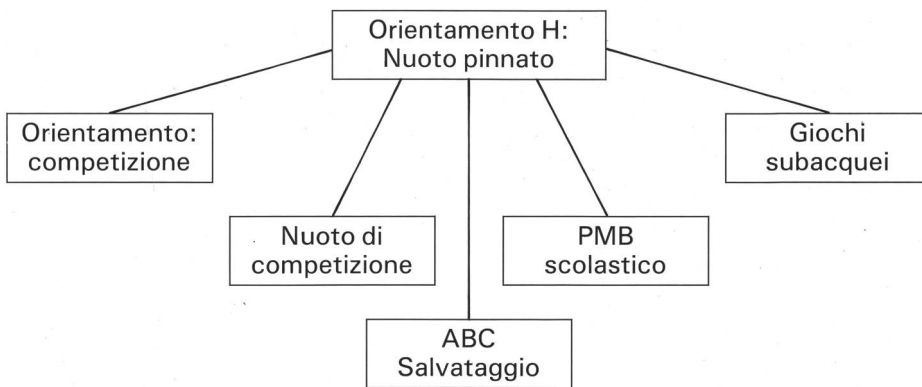 Orientamento H:
Nuoto pinnato
Orientamento:
competizione
Giochi
subacquei
Nuoto di
competizione
PMB
scolastico
ABC
Salvataggio